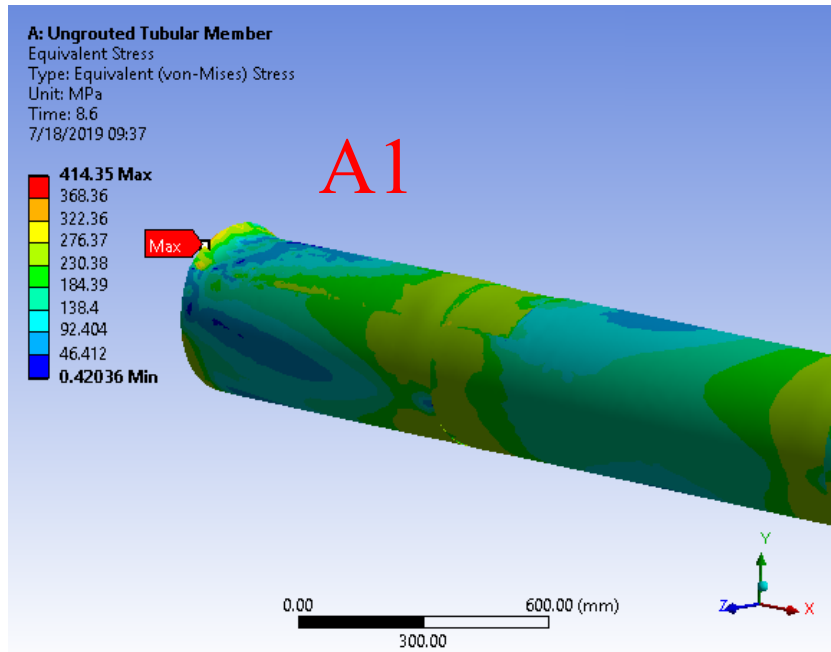 A: Ungrouted Tubular Member
Equivalent Stress
Type: Equivalent (von-Mises) Stress
Unit: MPa
Time: 8.6
7/18/2019 09:37
A1
414.35 Max
368.36
322.36
276.37
230.38
184.39
138.4
92.404
46.412
0.42036 Min
Max
Y
Z
X
0.00
600.00 (mm)
300.00